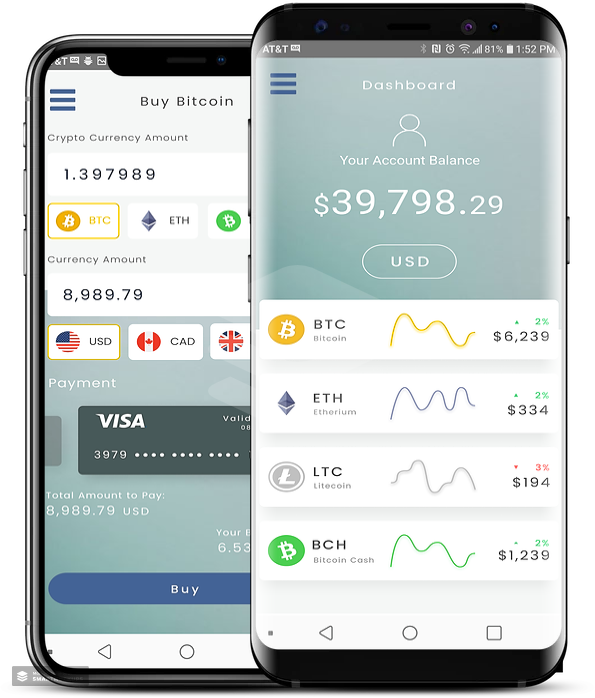 &T
Buy Bitcoin
Crypto Currency Amount
1.397989
BTC
ETH
Currency Amount
8,989.79
USD
CAD
Payment
VISA
Valid
08
3979 •••• •••• ••••
Total Amount to Pay:
8,989.79 USD
Your B
6.53
Buy
AT&T
81% 1:52 PM
Dashboard
Your Account Balance
$39,798.29
USD
BTC
Bitcoin
2%
$6,239
ETH
Etherium
2%
$334
LTC
Litecoin
3%
$194
BCH
Bitcoin Cash
2%
$1,239